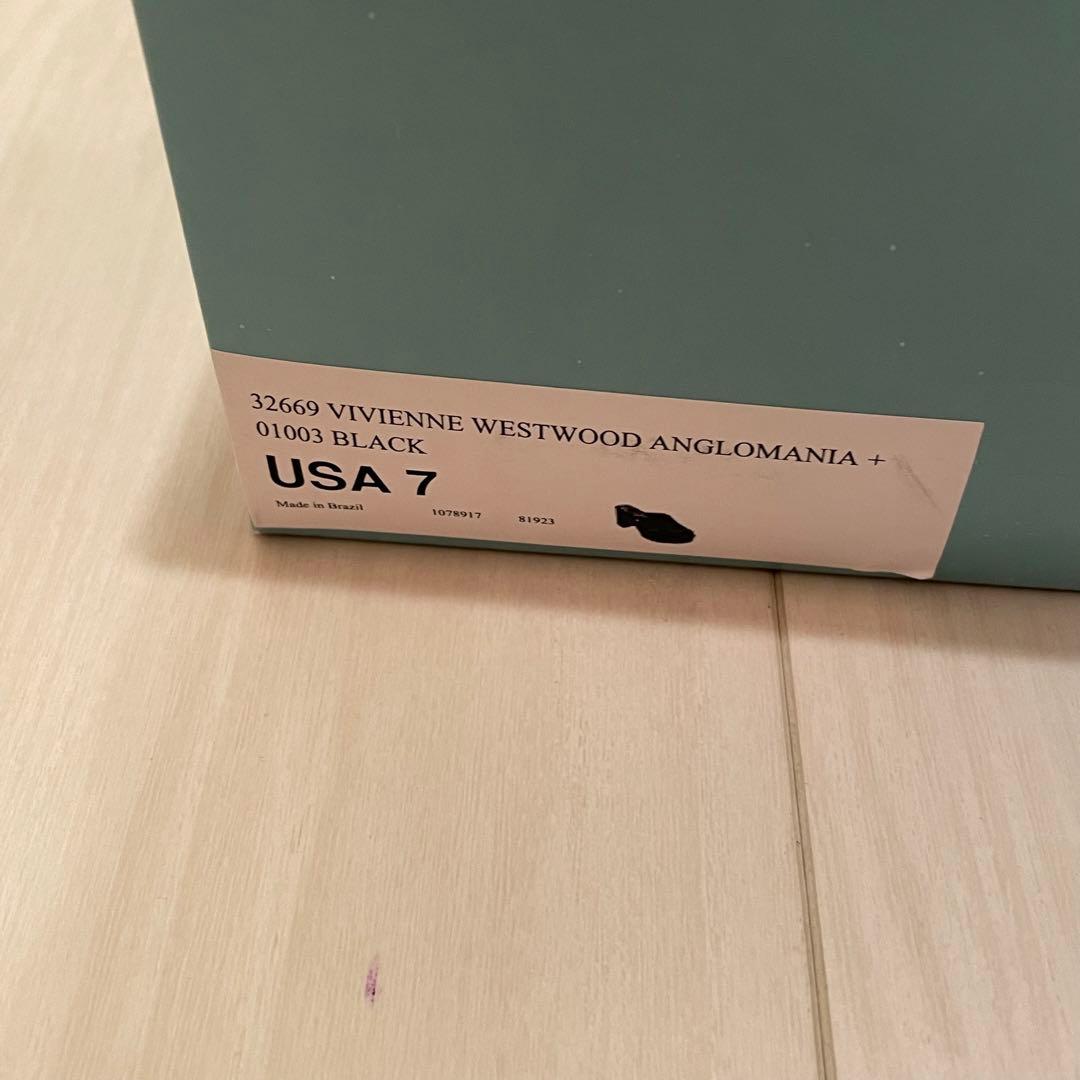 32669 VIVIENNE WESTWOOD ANGLOMANIA +
01003 BLACK
USA 7
Made in Brazil 1078917 81923